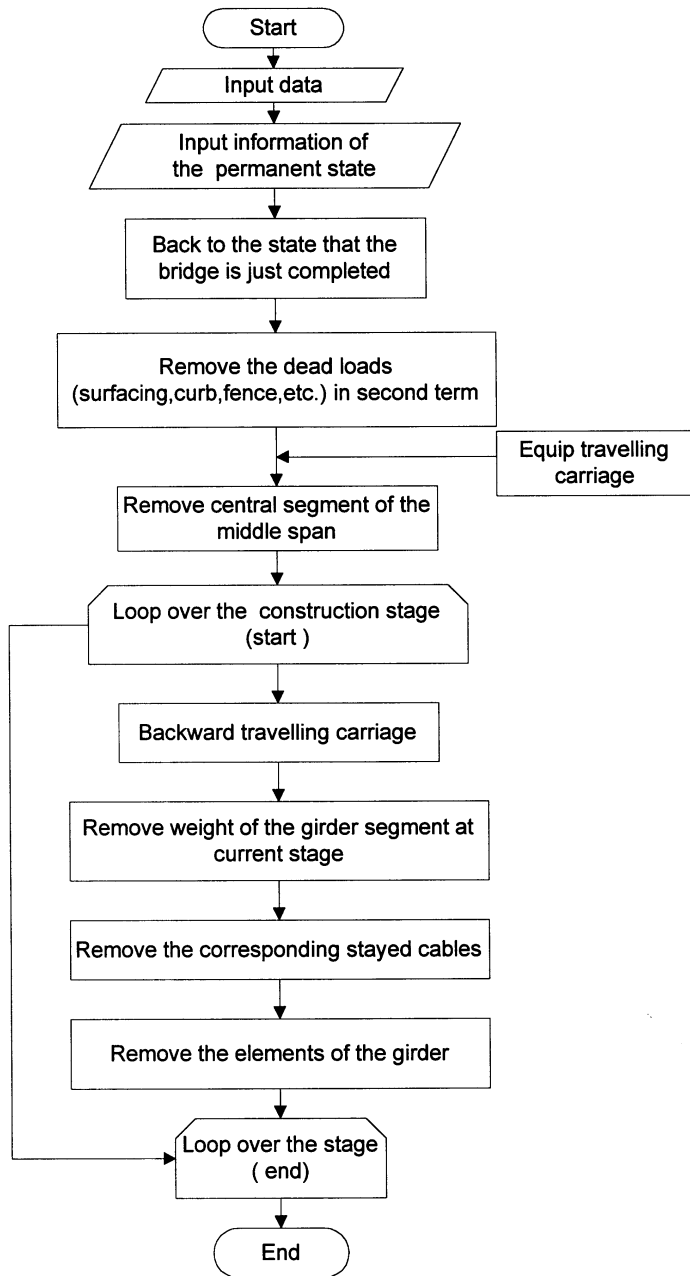 Start
Input data
Input information of
the permanent state
Back to the state that the
bridge is just completed
Remove the dead loads
(surfacing,curb,fence,etc.) in second term
Equip travelling
carriage
Remove central segment of the
middle span
Loop over the construction stage
(start )
Backward travelling carriage
Remove weight of the girder segment at
current stage
Remove the corresponding stayed cables
Remove the elements of the girder
Loop over the stage
( end)
End